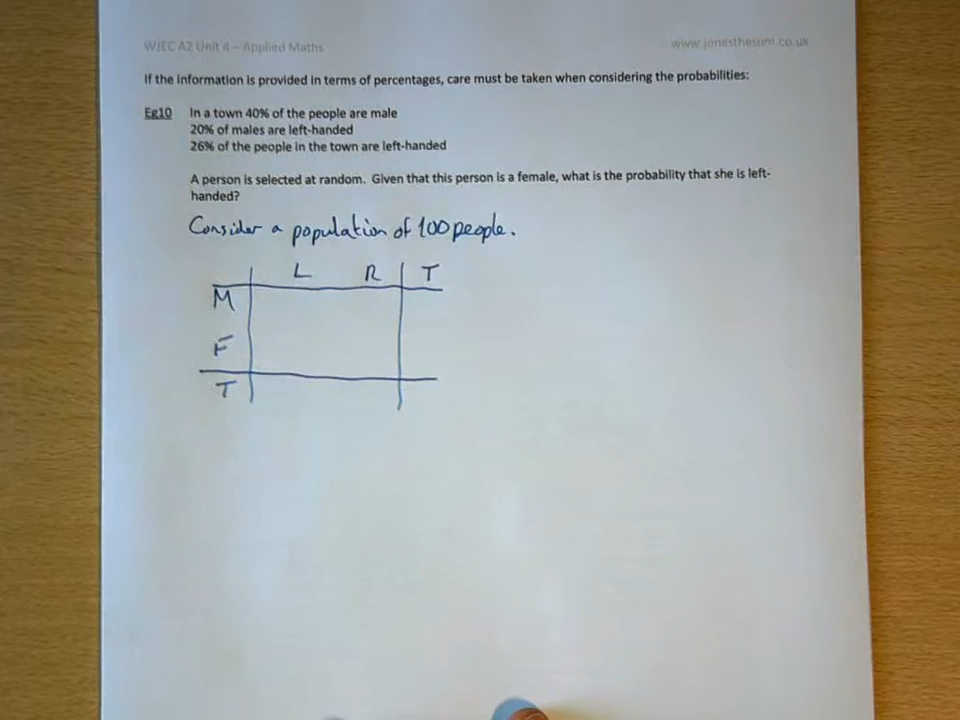 WJEC A2 Unit 4 – Applied Maths
www.jonesthesum.co.uk
If the information is provided in terms of percentages, care must be taken when considering the probabilities:
Eg10 In a town 40% of the people are male
20% of males are left-handed
26% of the people in the town are left-handed
A person is selected at random. Given that this person is a female, what is the probability that she is left-
handed?
Consider a population of 100 people.
L R T
M
F
T